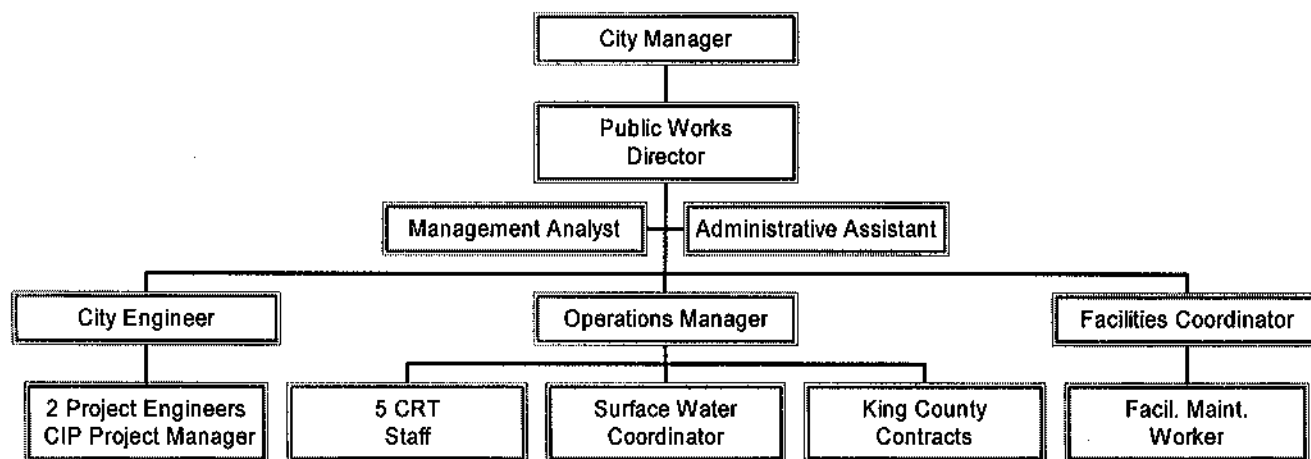 City Manager
Public Works
Director
Management Analyst
Administrative Assistant
City Engineer
Operations Manager
Facilities Coordinator
2 Project Engineers
CIP Project Manager
5 CRT
Staff
Surface Water
Coordinator
King County
Contracts
Facil. Maint.
Worker